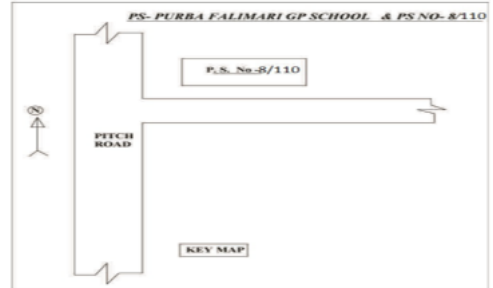 PS- PURBA FALIMARI GP SCHOOL & PS NO- 8/110
P. S. No -8/110
N
PITCH
ROAD
KEY MAP